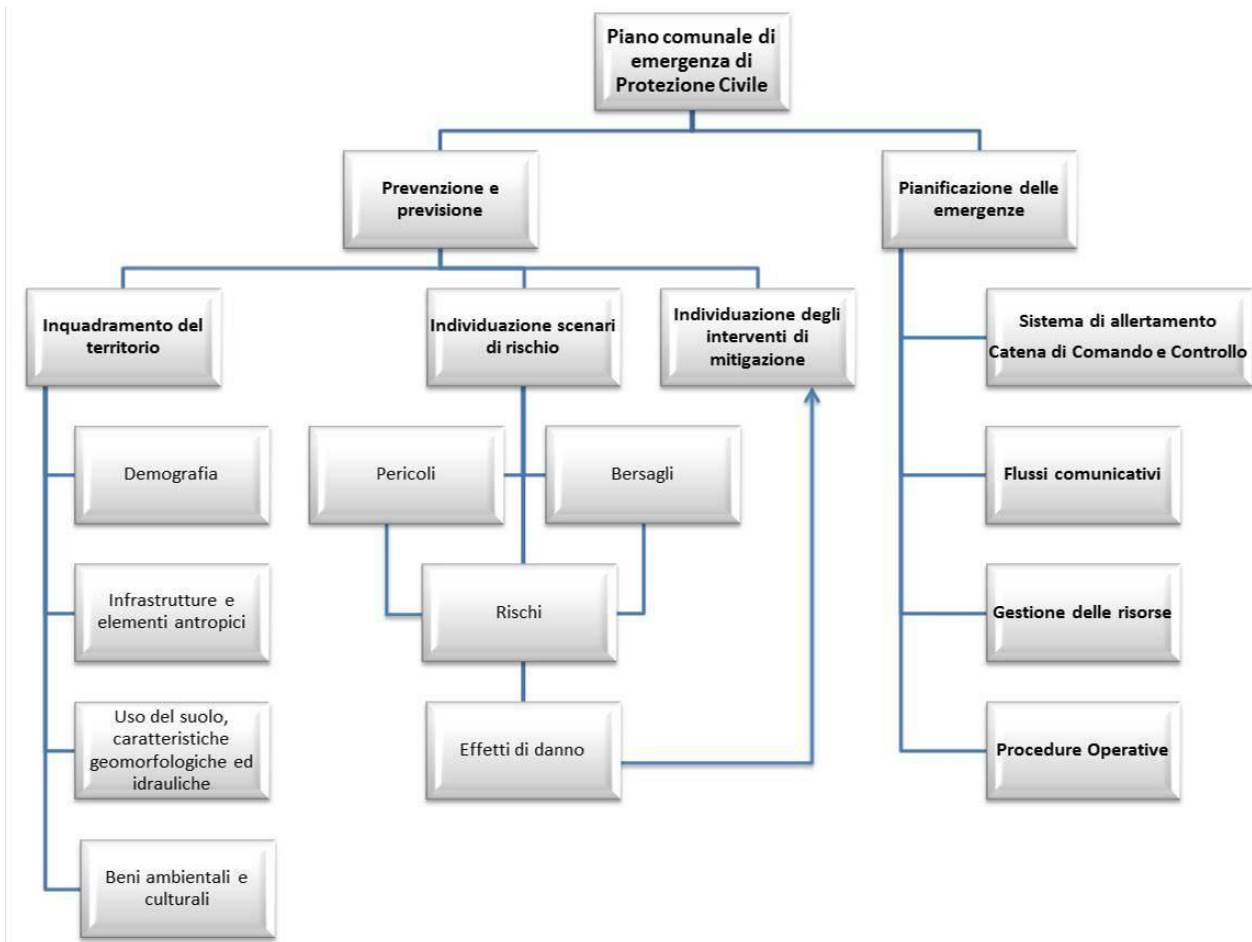 Piano comunale di
emergenza di
Protezione Civile
Prevenzione e
previsione
Pianificazione delle
emergenze
Inquadramento del
territorio
Individuazione scenari
di rischio
Individuazione degli
interventi di
mitigazione
Sistema di allertamento
Catena di Comando e Controllo
Demografia
Pericoli
Bersagli
Flussi comunicativi
Infrastrutture e
elementi antropici
Rischi
Gestione delle risorse
Uso del suolo,
caratteristiche
geomorfologiche ed
idrauliche
Effetti di danno
Procedure Operative
Beni ambientali e
culturali